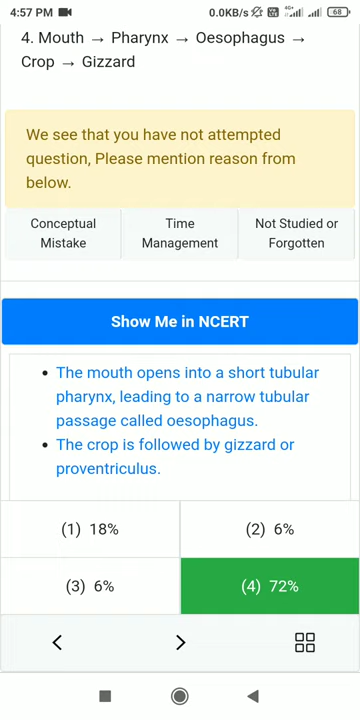 4:57 PM 0.0KB/s 4G+ 68
4. Mouth → Pharynx → Oesophagus →
Crop → Gizzard
We see that you have not attempted
question, Please mention reason from
below.
Conceptual Mistake
Time Management
Not Studied or Forgotten
Show Me in NCERT
• The mouth opens into a short tubular
pharynx, leading to a narrow tubular
passage called oesophagus.
• The crop is followed by gizzard or
proventriculus.
(1) 18%
(2) 6%
(3) 6%
(4) 72%